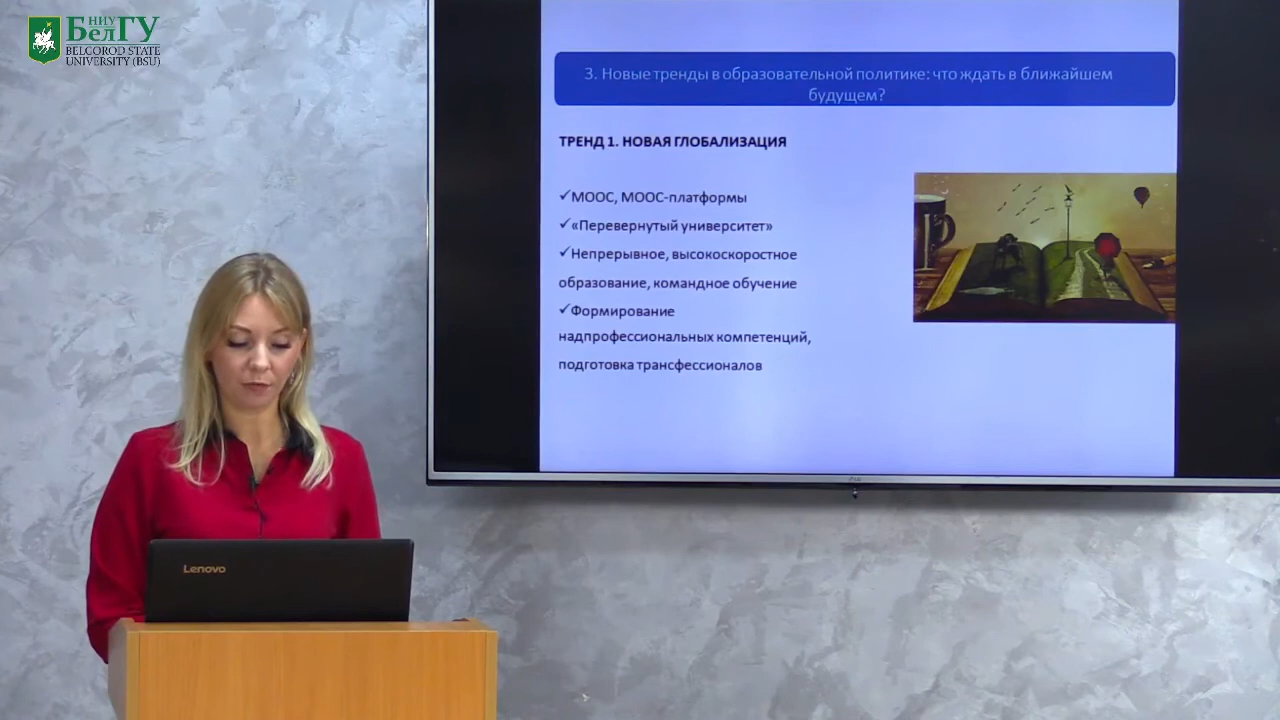 НИУ
БелГУ
BELGOROD STATE
UNIVERSITY (BSU)
3. Новые тренды в образовательной политике: что ждать в ближайшем
будущем?
ТРЕНД 1. НОВАЯ ГЛОБАЛИЗАЦИЯ
✓МООС, МООС-платформы
✓«Перевернутый университет»
✓Непрерывное, высокоскоростное
образование, командное обучение
✓Формирование
надпрофессиональных компетенций,
подготовка трансфессионалов
Lenovo